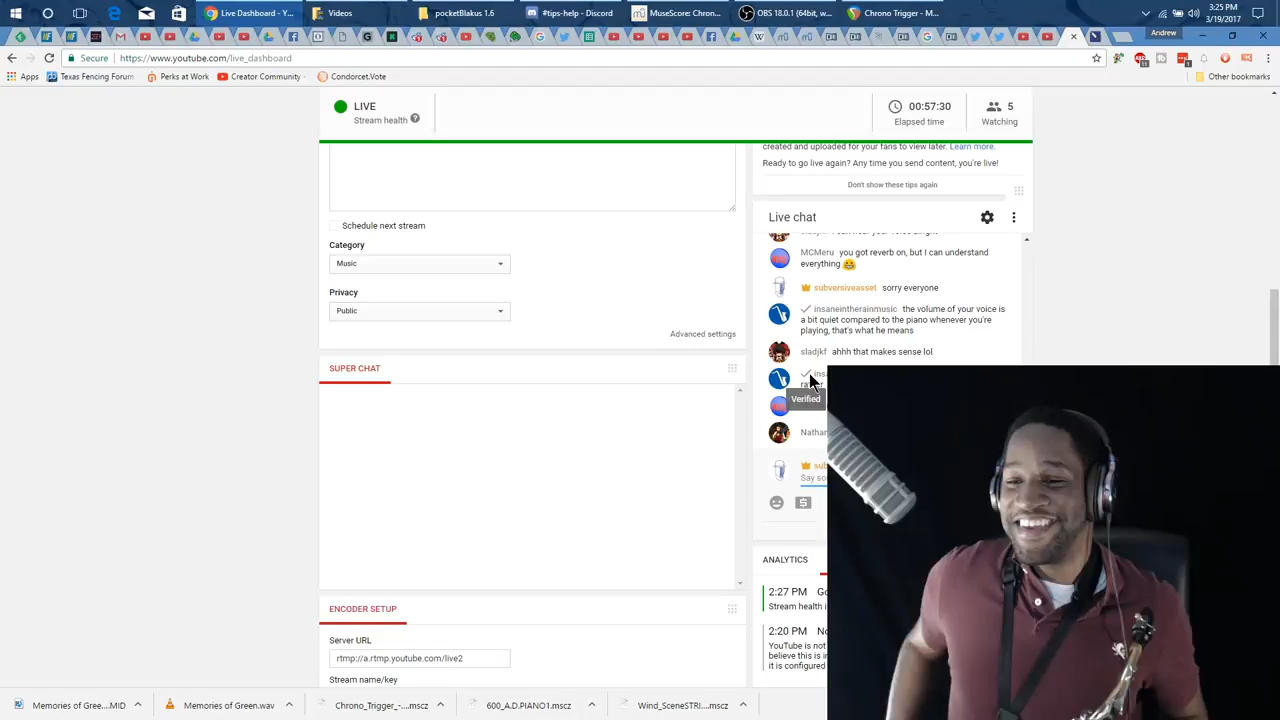 Live Dashboard - Y...
Videos
pocketBlakus 1.6
#tips-help - Discord
MuseScore: Chron...
OBS 18.0.1 (64bit, w...
Chrono Trigger - M...
3:25 PM
3/19/2017
Andrew
Secure
https://www.youtube.com/live_dashboard
Apps
Texas Fencing Forum
Perks at Work
Creator Community
Condorcet.Vote
Other bookmarks
LIVE
Stream health
00:57:30
Elapsed time
5
Watching
created and uploaded for your fans to view later. Learn more.
Ready to go live again? Any time you send content, you're live!
Don't show these tips again
Schedule next stream
Category
Music
Privacy
Public
Advanced settings
Live chat
MCMeru you got reverb on, but I can understand
everything
subversiveasset sorry everyone
insaneintherainmusic the volume of your voice is
a bit quiet compared to the piano whenever you're
playing, that's what he means
sladjkf ahhh that makes sense lol
Verified
Nathan
Say so
SUPER CHAT
ENCODER SETUP
Server URL
rtmp://a.rtmp.youtube.com/live2
Stream name/key
ANALYTICS
2:27 PM Go
Stream health i
2:20 PM No
YouTube is not
believe this is i
it is configured
Memories of Gree....MID
Memories of Green.wav
Chrono_Trigger_-....mscz
600_A.D.PIANO1.mscz
Wind_SceneSTRI....mscz